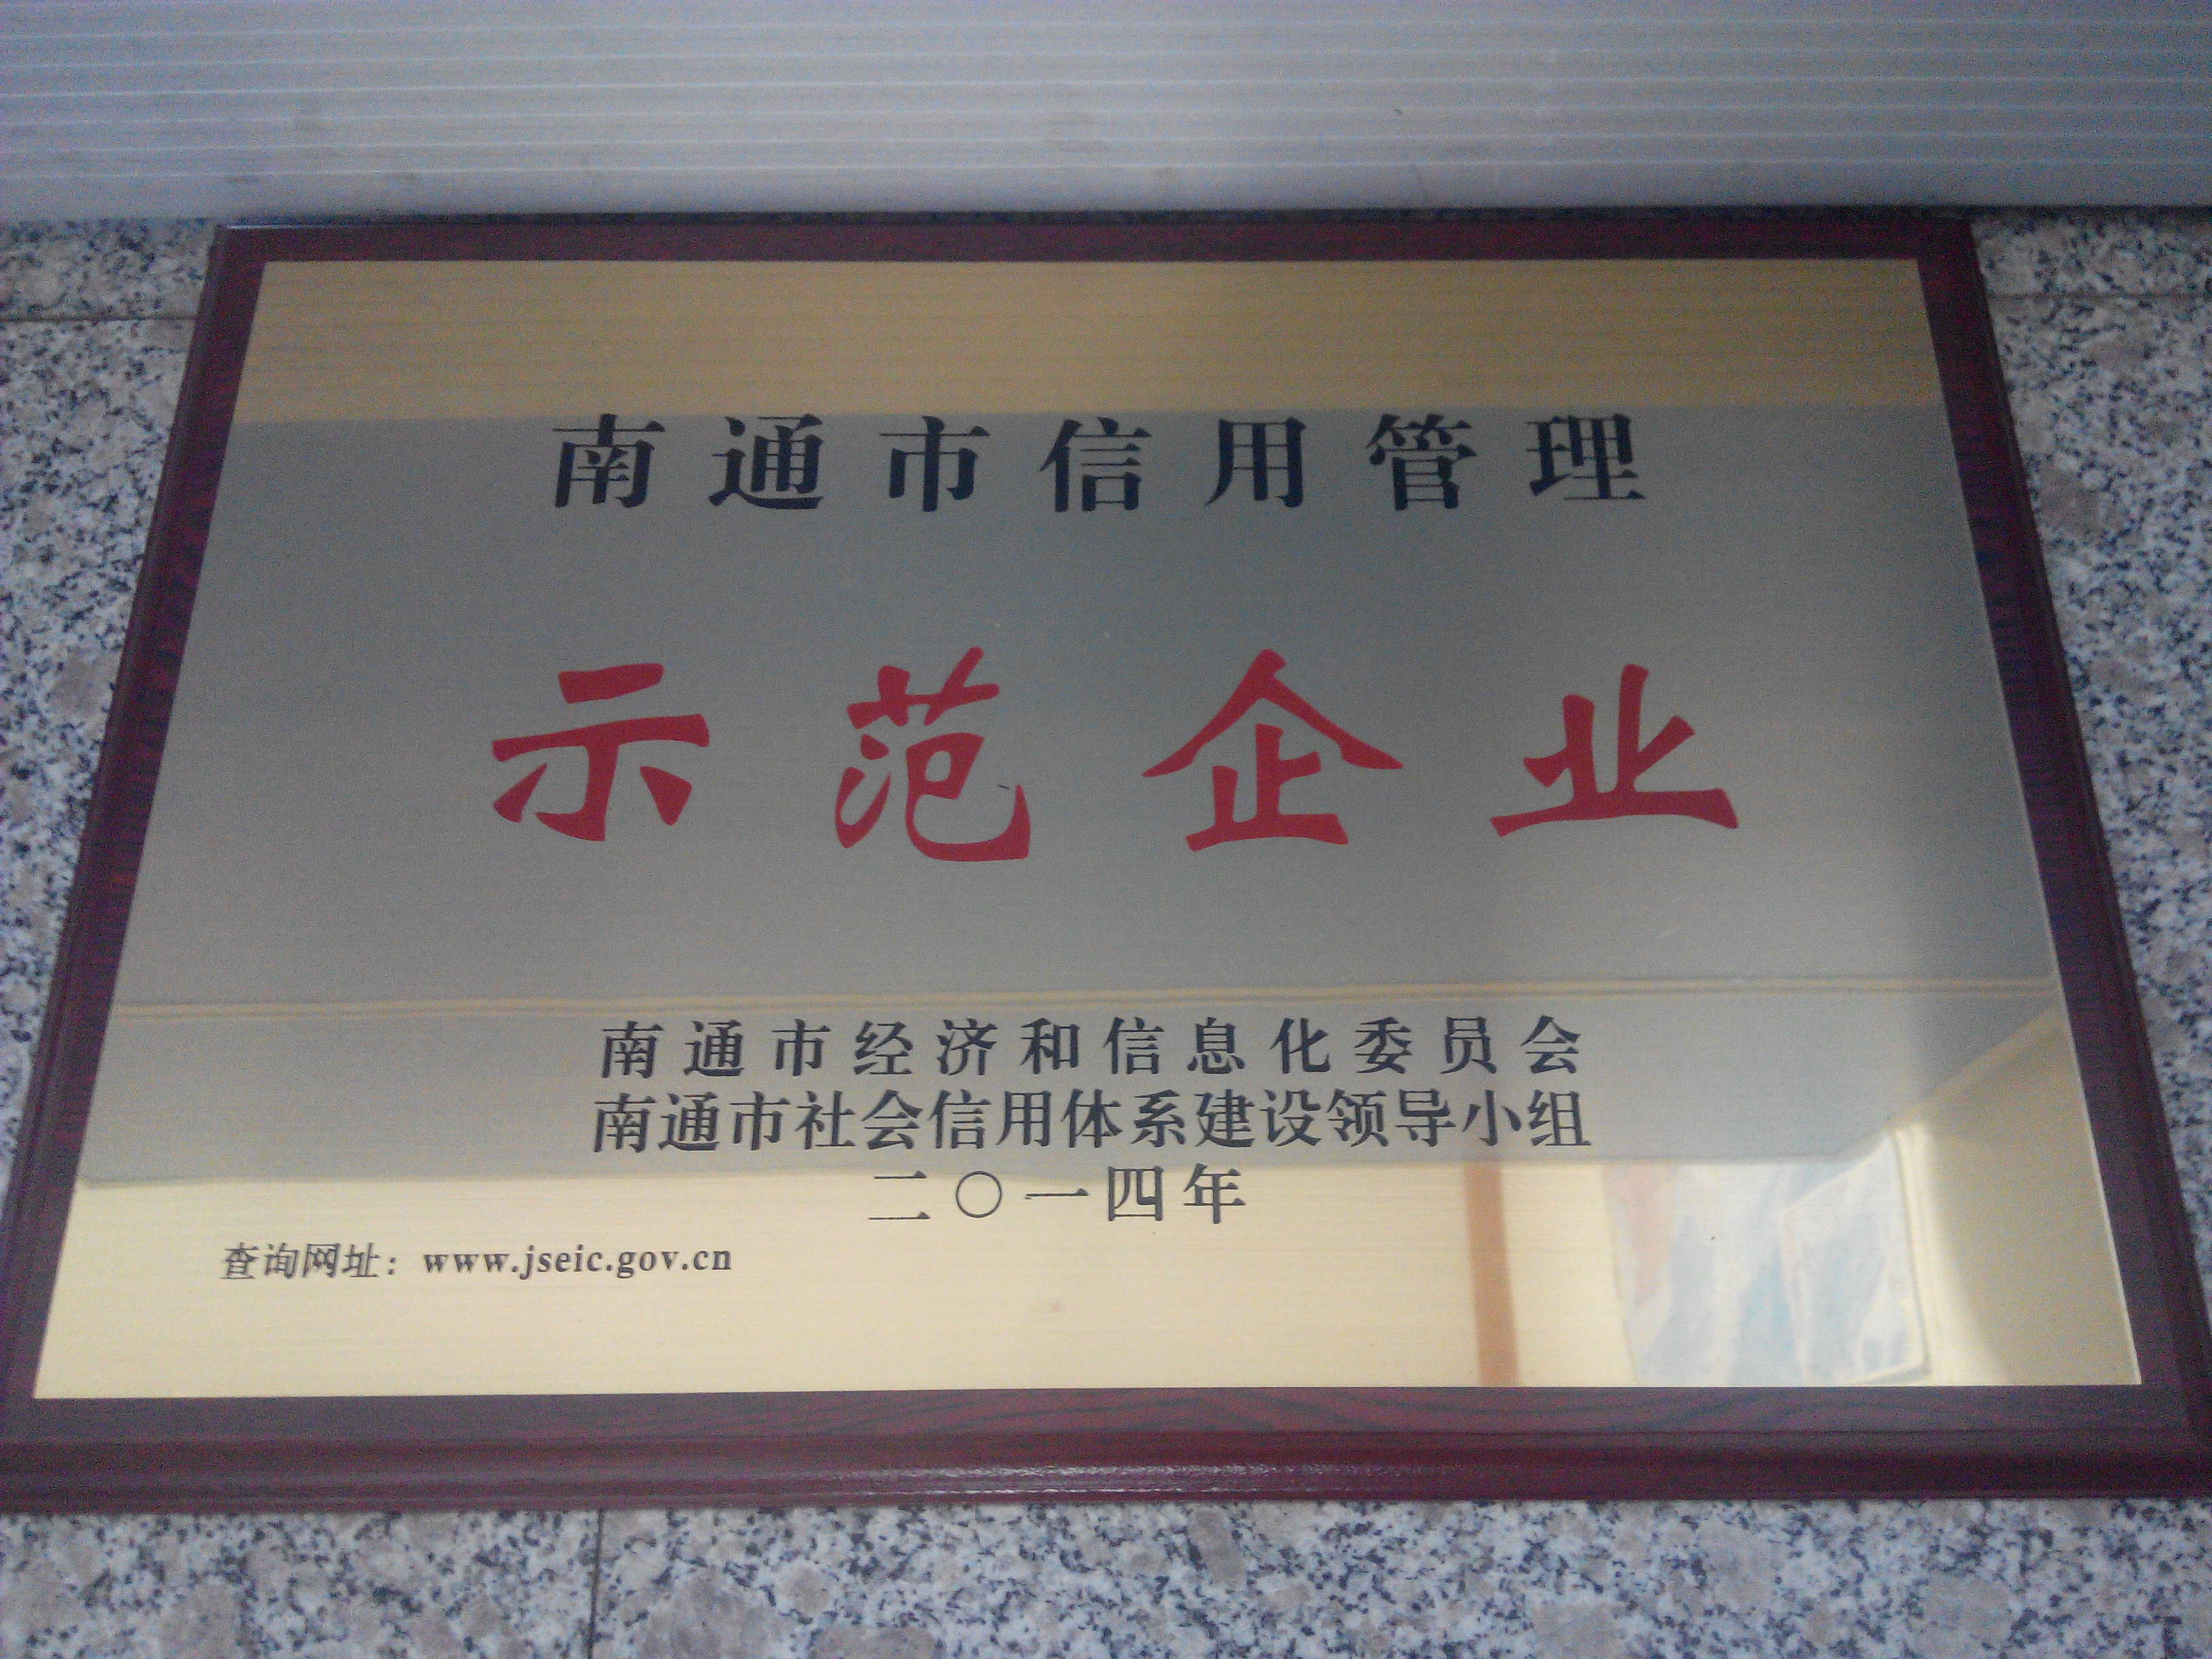 南通市信用管理
示范企业
南通市经济和信息化委员会
南通市社会信用体系建设领导小组
二〇一四年
查询网址：www.jseic.gov.cn